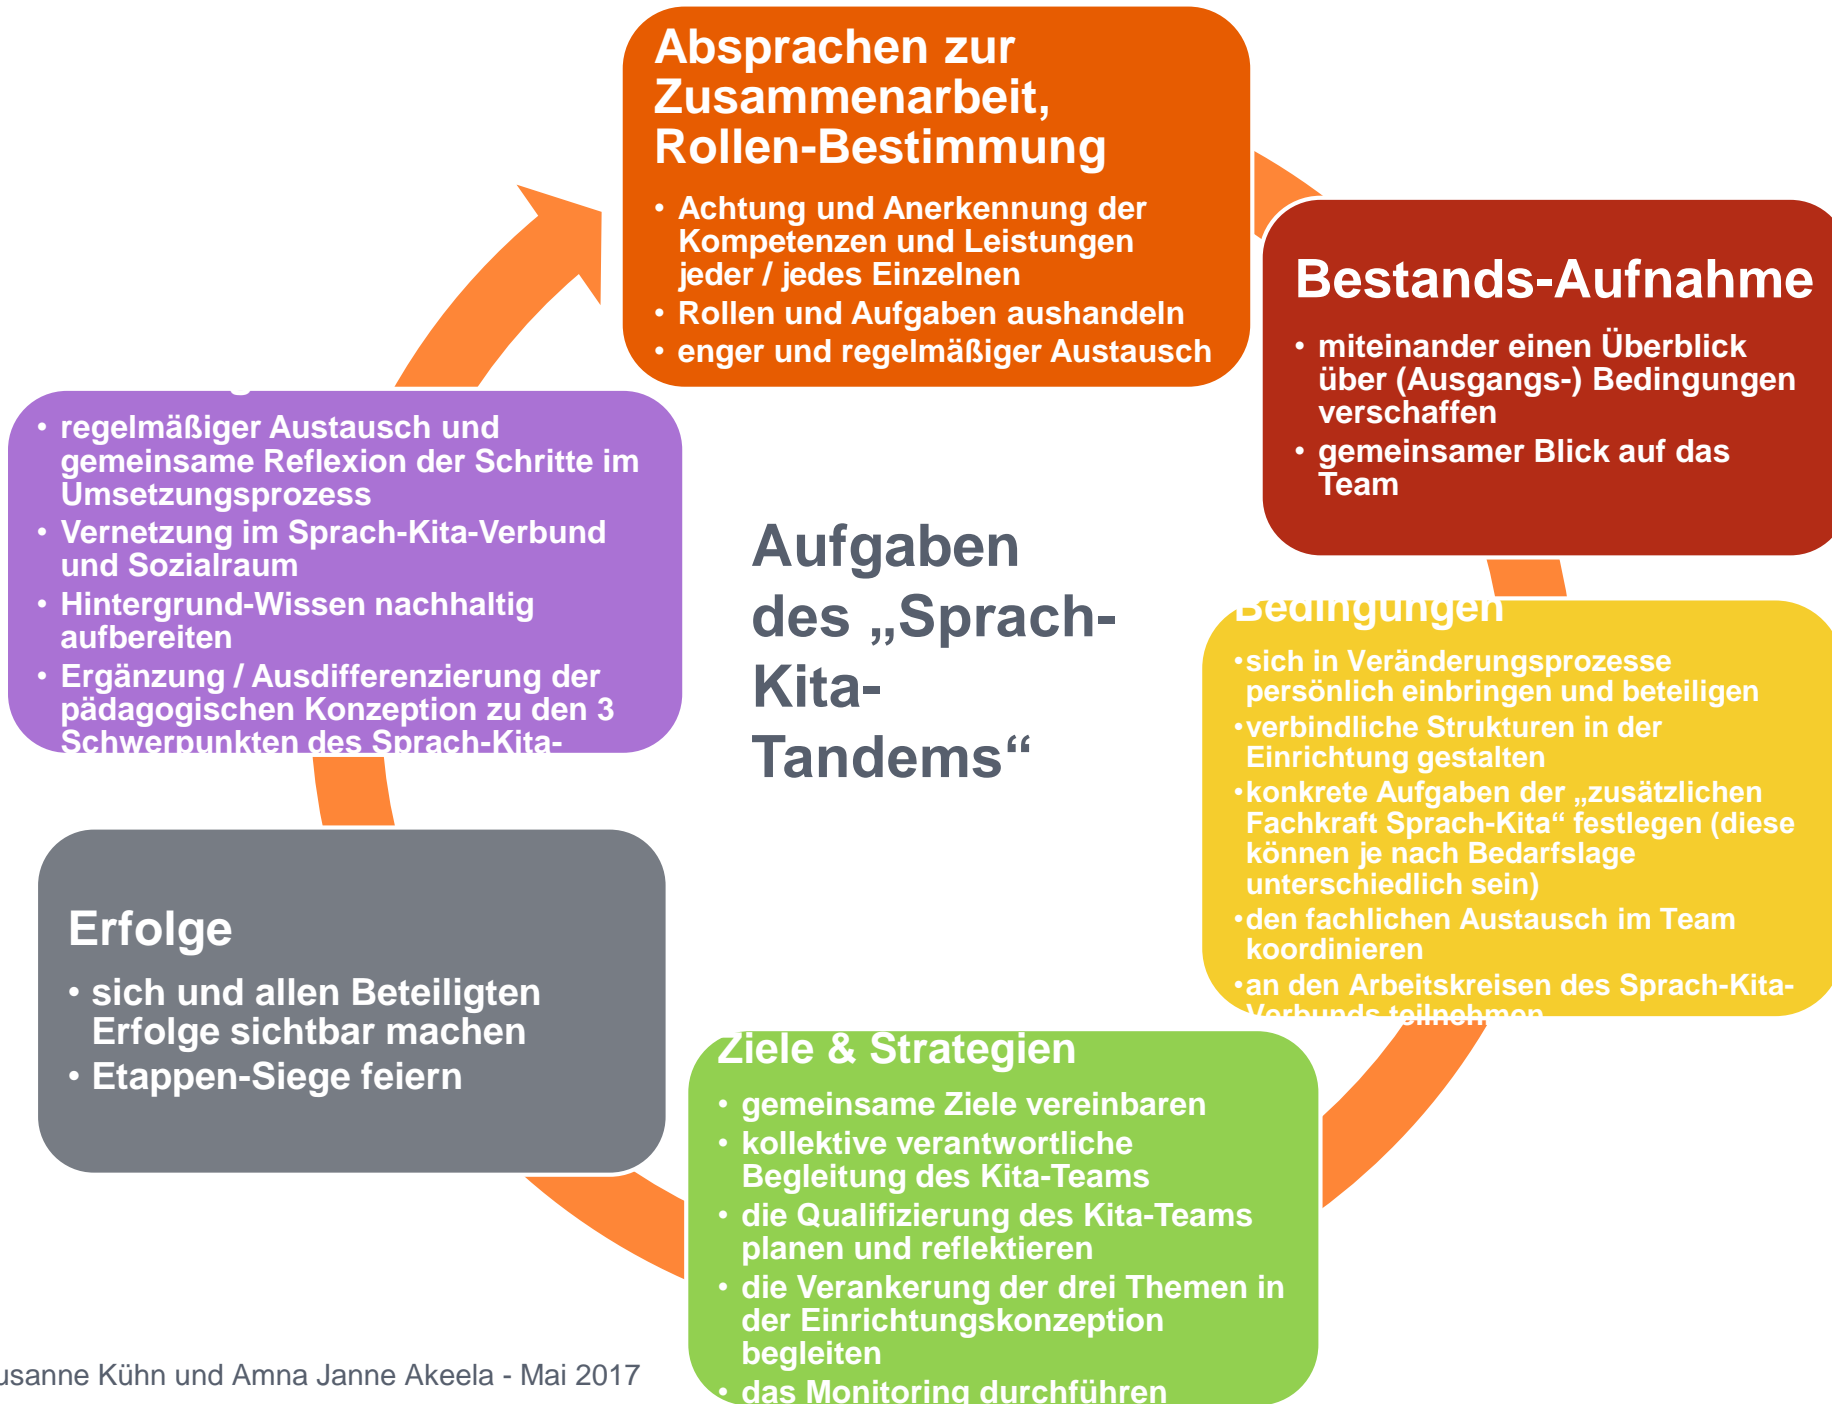 Absprachen zur
Zusammenarbeit,
Rollen-Bestimmung
• Achtung und Anerkennung der
Kompetenzen und Leistungen
jeder / jedes Einzelnen
• Rollen und Aufgaben aushandeln
• enger und regelmäßiger Austausch
Bestands-Aufnahme
• miteinander einen Überblick
über (Ausgangs-) Bedingungen
verschaffen
• gemeinsamer Blick auf das
Team
Bedingungen
• sich in Veränderungsprozesse
persönlich einbringen und beteiligen
• verbindliche Strukturen in der
Einrichtung gestalten
• konkrete Aufgaben der „zusätzlichen
Fachkraft Sprach-Kita“ festlegen (diese
können je nach Bedarfslage
unterschiedlich sein)
• den fachlichen Austausch im Team
koordinieren
• an den Arbeitskreisen des Sprach-Kita-
Verbunds teilnehmen
Ziele & Strategien
• gemeinsame Ziele vereinbaren
• kollektive verantwortliche
Begleitung des Kita-Teams
• die Qualifizierung des Kita-Teams
planen und reflektieren
• die Verankerung der drei Themen in
der Einrichtungskonzeption
begleiten
• das Monitoring durchführen
Erfolge
• sich und allen Beteiligten
Erfolge sichtbar machen
• Etappen-Siege feiern
• regelmäßiger Austausch und
gemeinsame Reflexion der Schritte im
Umsetzungsprozess
• Vernetzung im Sprach-Kita-Verbund
und Sozialraum
• Hintergrund-Wissen nachhaltig
aufbereiten
• Ergänzung / Ausdifferenzierung der
pädagogischen Konzeption zu den 3
Schwerpunkten des Sprach-Kita-
Aufgaben
des „Sprach-
Kita-
Tandems“
usanne Kühn und Amna Janne Akeela - Mai 2017